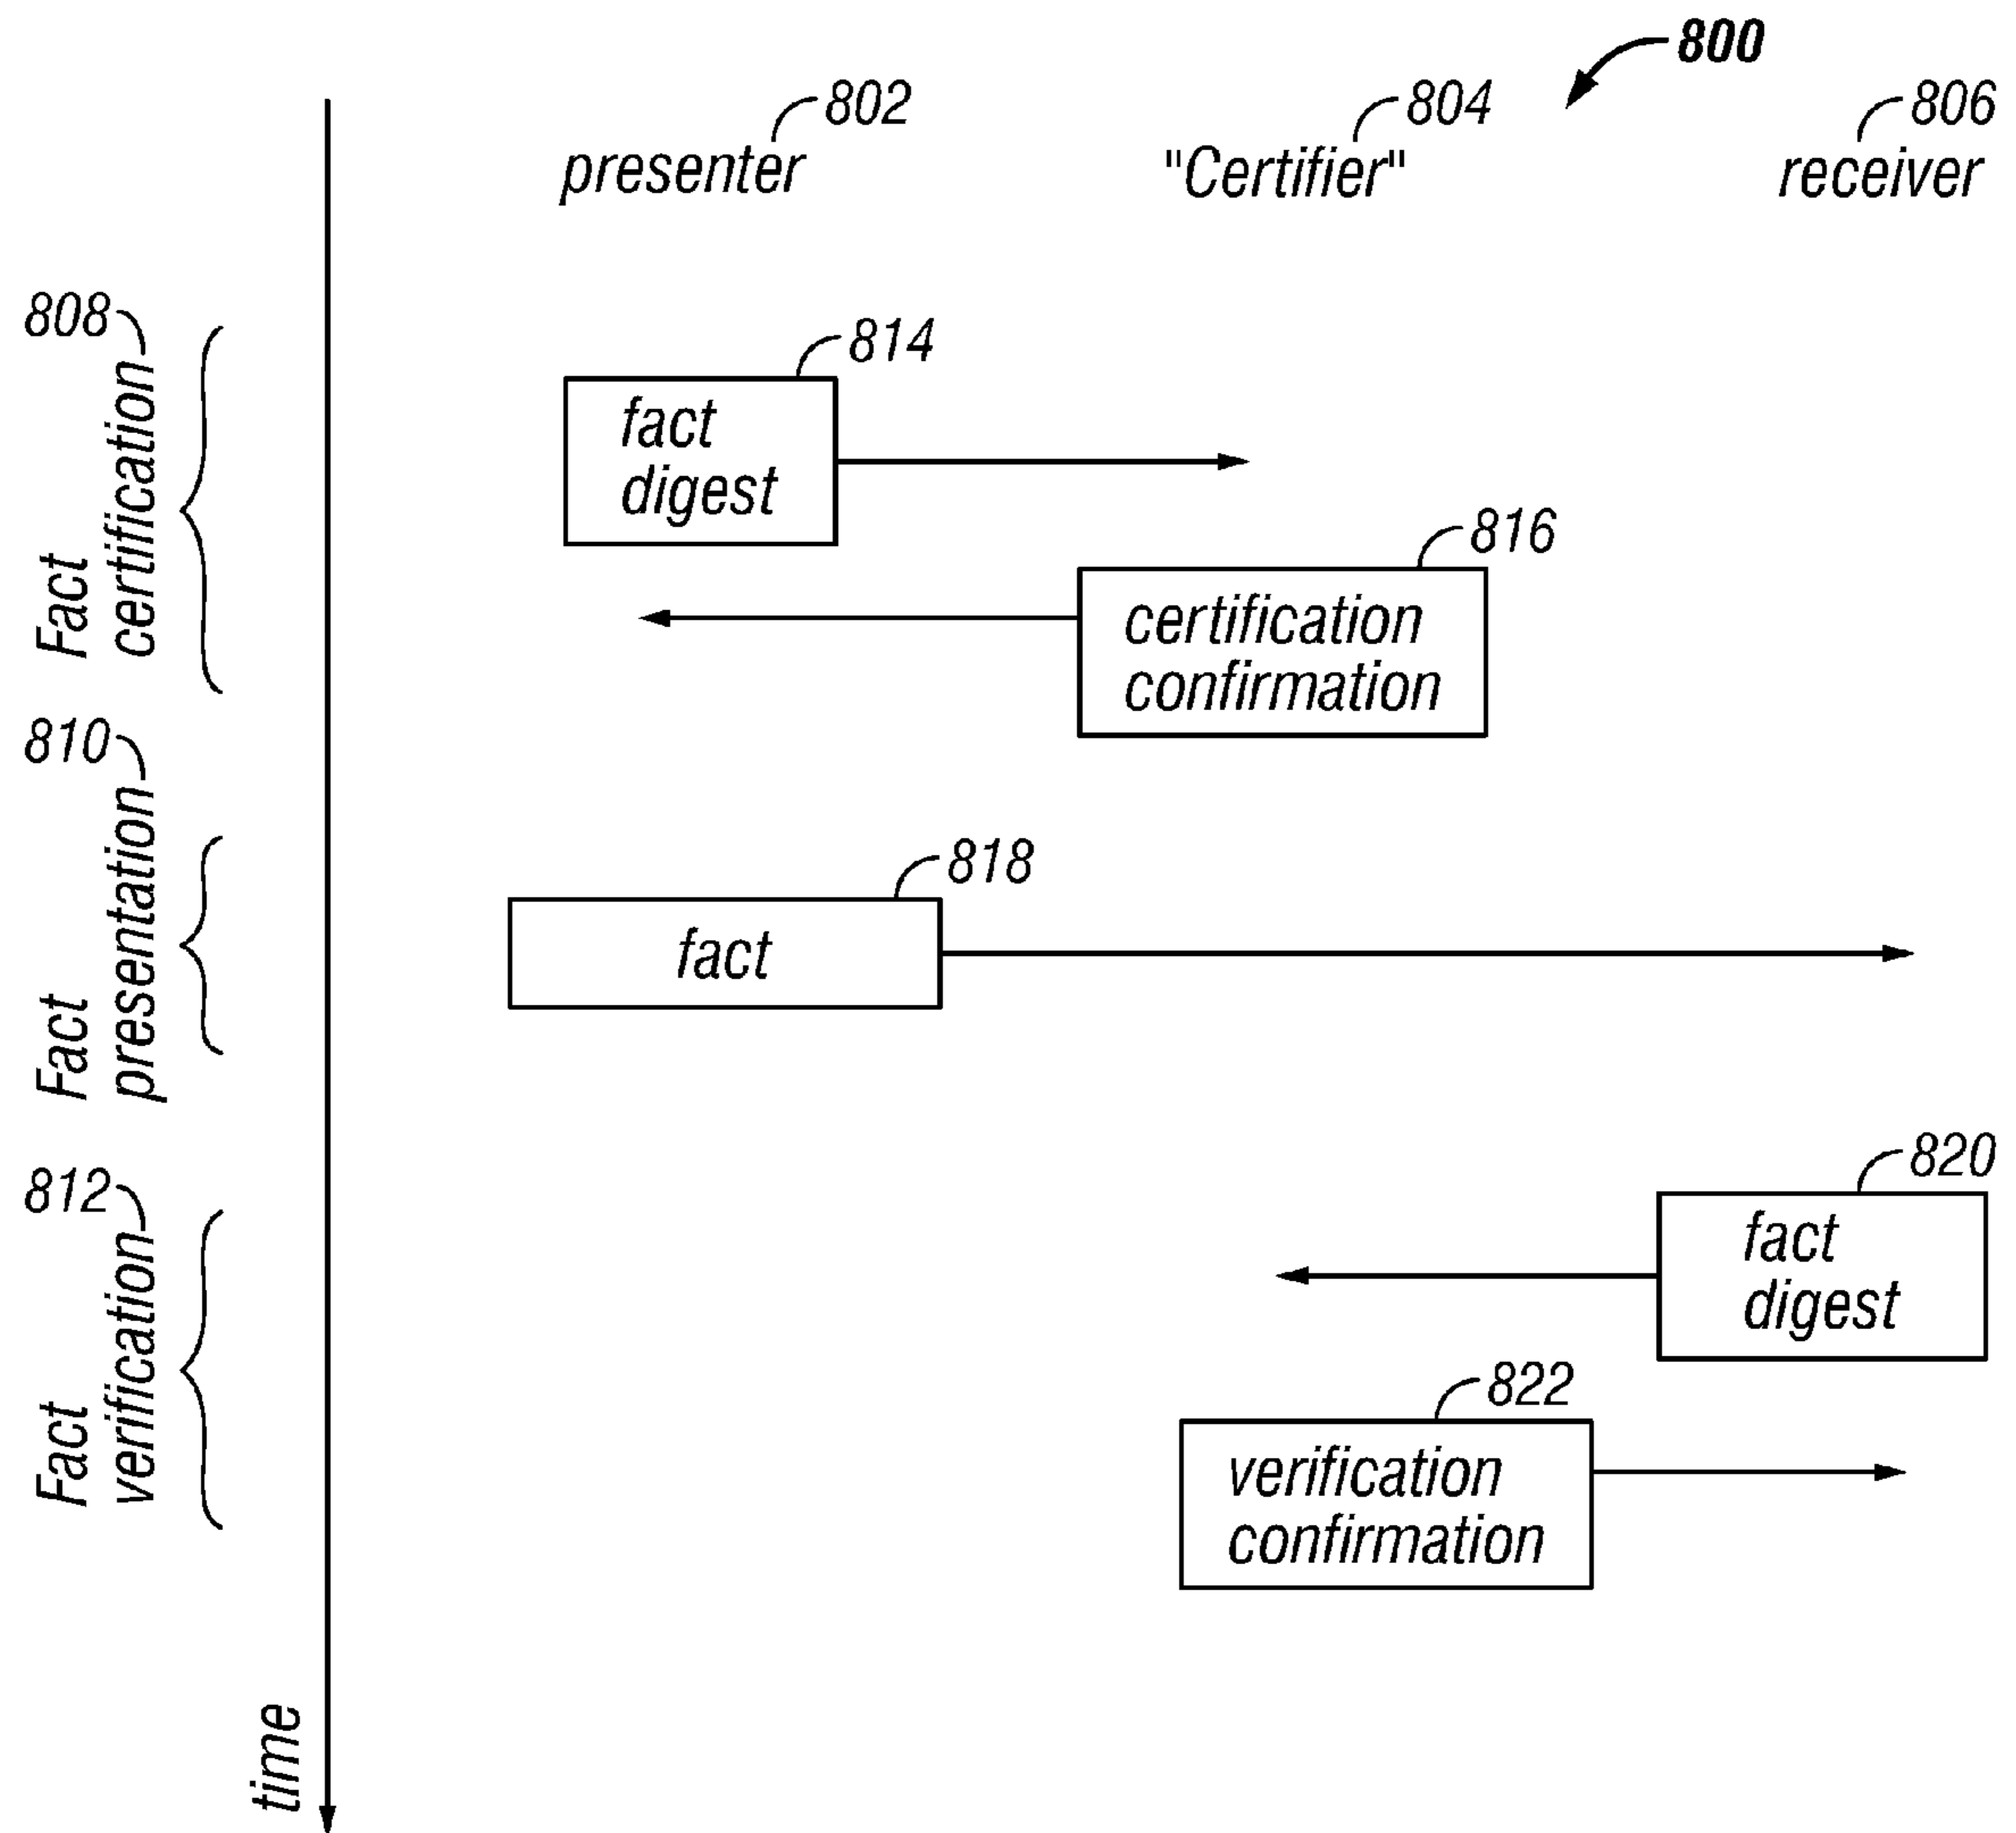 800
802
804
806
presenter
"Certifier"
receiver
808
Fact
certification
814
fact
digest
816
certification
confirmation
810
Fact
presentation
818
fact
812
Fact
verification
820
fact
digest
822
verification
confirmation
time